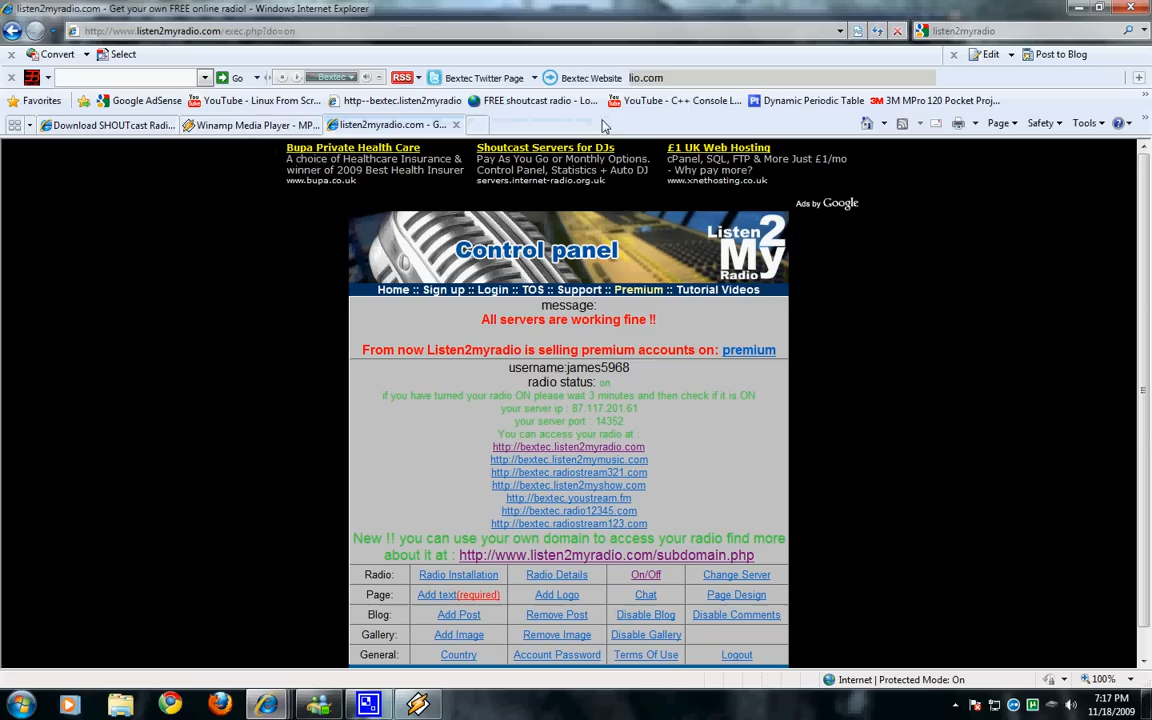 listen2myradio.com - Get your own FREE online radio! - Windows Internet Explorer
http://www.listen2myradio.com/exec.php?do=on
listen2myradio
x Convert Select
Edit Post to Blog
Go Bextec RSS Bextec Twitter Page Bextec Website lio.com
Favorites Google AdSense YouTube - Linux From Scr... http--bextec.listen2myradio FREE shoutcast radio - Lo... YouTube - C++ Console L... Dynamic Periodic Table 3M MPro 120 Pocket Proj...
Download SHOUTcast Radi... Winamp Media Player - MP... listen2myradio.com - G... Page Safety Tools
Bupa Private Health Care Shoutcast Servers for DJs £1 UK Web Hosting
A choice of Healthcare Insurance & Pay As You Go or Monthly Options. cPanel, SQL, FTP & More Just £1/mo
winner of 2009 Best Health Insurer Control Panel, Statistics + Auto DJ - Why pay more?
www.bupa.co.uk servers.internet-radio.org.uk www.xnethosting.co.uk
Ads by Google
Control panel
Listen 2 My Radio
Home :: Sign up :: Login :: TOS :: Support :: Premium :: Tutorial Videos
message:
All servers are working fine !!
From now Listen2myradio is selling premium accounts on: premium
username:james5968
radio status: on
if you have turned your radio ON please wait 3 minutes and then check if it is ON
your server ip : 87.117.201.61
your server port : 14352
You can access your radio at :
http://bextec.listen2myradio.com
http://bextec.listen2mymusic.com
http://bextec.radiostream321.com
http://bextec.listen2myshow.com
http://bextec.youstream.fm
http://bextec.radio12345.com
http://bextec.radiostream123.com
New !! you can use your own domain to access your radio find more
about it at : http://www.listen2myradio.com/subdomain.php
Radio: Radio Installation Radio Details On/Off Change Server
Page: Add text(required) Add Logo Chat Page Design
Blog: Add Post Remove Post Disable Blog Disable Comments
Gallery: Add Image Remove Image Disable Gallery
General: Country Account Password Terms Of Use Logout
Internet | Protected Mode: On 100%
7:17 PM
11/18/2009